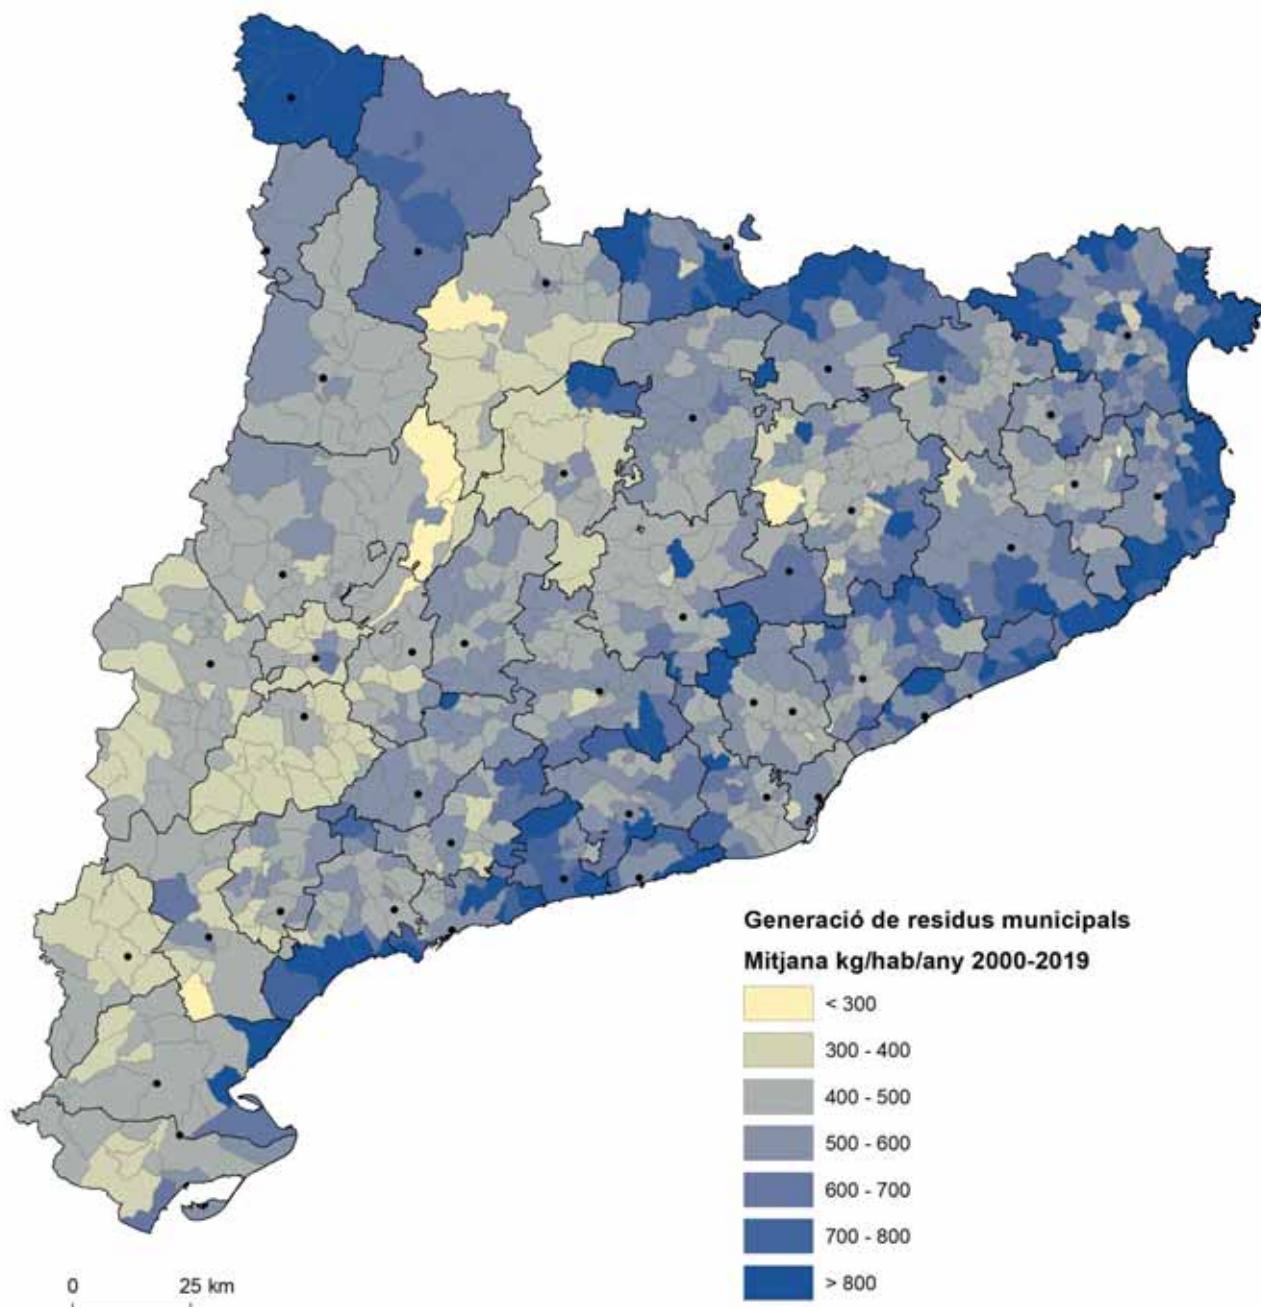 Generació de residus municipals
Mitjana kg/hab/any 2000-2019
< 300
300 - 400
400 - 500
500 - 600
600 - 700
700 - 800
> 800
0 25 km